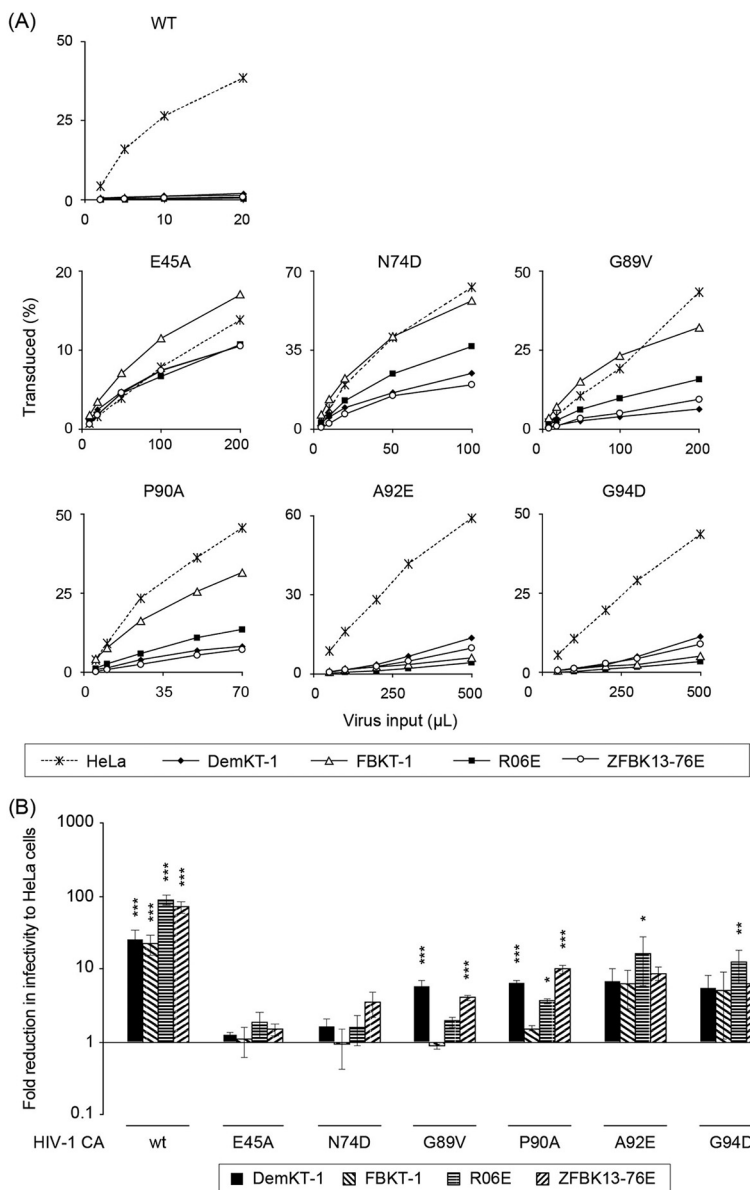 (A)
WT
50
25
0
0 10 20
E45A
N74D
G89V
20
10
0
0 100 200
70
35
0
0 50 100
50
25
0
0 100 200
Transduced (%)
P90A
A92E
G94D
50
25
0
0 35 70
60
30
0
0 250 500
50
25
0
0 250 500
Virus input (µL)
HeLa DemKT-1 FBKT-1 R06E ZFBK13-76E
(B)
Fold reduction in infectivity to HeLa cells
1000
100
10
1
0.1
*** *** *** ***
*** ***
*** * ***
*
**
HIV-1 CA wt E45A N74D G89V P90A A92E G94D
DemKT-1 FBKT-1 R06E ZFBK13-76E